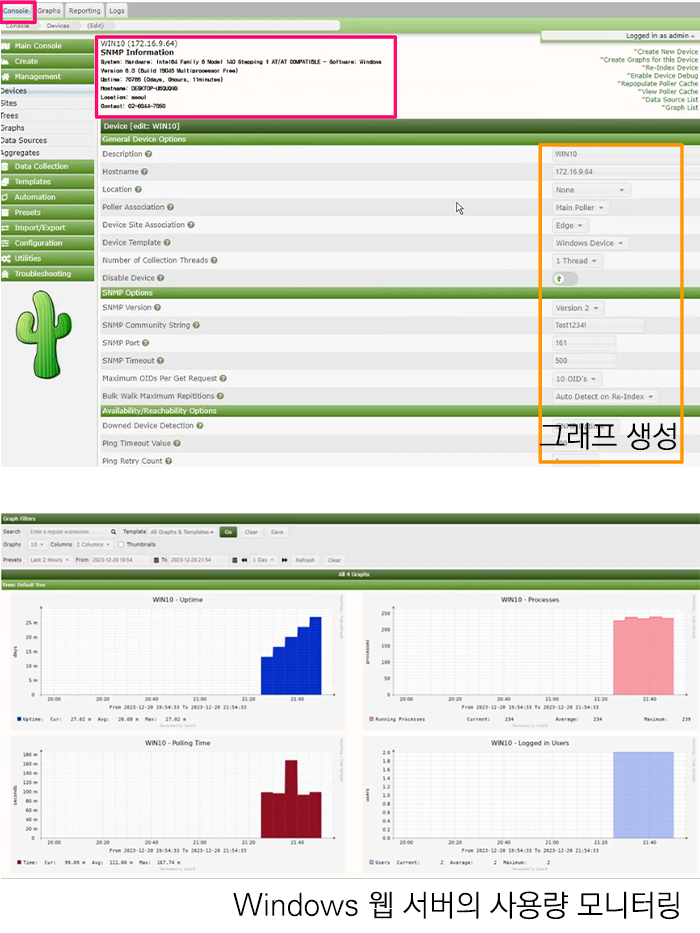 Console Graphs Reporting Logs
Console Devices (Edit)
Logged in as admin
Main Console
Create
Management
Devices
Sites
Trees
Graphs
Data Sources
Aggregates
Data Collection
Templates
Automation
Presets
Import/Export
Configuration
Utilities
Troubleshooting
WIN10 (172.16.9.64)
SNMP Information
System: Hardware: Intel64 Family 6 Model 140 Stepping 1 AT/AT COMPATIBLE - Software: Windows
Version 6.3 (Build 19045 Multiprocessor Free)
Uptime: 70766 (0days, 0hours, 11minutes)
Location: seoul
*Create New Device
*Create Graphs for this Device
*Re-Index Device
*Enable Device Debug
*Repopulate Poller Cache
*View Poller Cache
*Data Source List
*Graph List
Device [edit: WIN10]
General Device Options
Description WIN10
Hostname 172.16.9.64
Location None
Poller Association Main Poller
Device Site Association Edge
Device Template Windows Device
Number of Collection Threads 1 Thread
Disable Device
SNMP Options
SNMP Version Version 2
SNMP Community String Test1234!
SNMP Port 161
SNMP Timeout 500
Maximum OIDs Per Get Request 10 OID's
Bulk Walk Maximum Repititions Auto Detect on Re-Index
Availability/Reachability Options
Downed Device Detection
Ping Timeout Value
Ping Retry Count
그래프 생성
Graph Filters
Search Enter a regular expression Template All Graphs & Templates Go Clear Save
Graphs 10 Columns 2 Columns Thumbnails
Presets Last 2 Hours From 2023-12-20 19:54 To 2023-12-20 21:54 1 Day Refresh Clear
All 4 Graphs
Tree: Default Tree
WIN10 - Uptime
days
25 m
20 m
15 m
10 m
5 m
0
20:00 20:20 20:40 21:00 21:20 21:40
From 2023-12-20 19:54:33 To 2023-12-20 21:54:33
Uptime: Cur: 27.02 m Avg: 20.08 m Max: 27.02 m
WIN10 - Processes
processes
250
200
150
100
50
0
20:00 20:20 20:40 21:00 21:20 21:40
From 2023-12-20 19:54:33 To 2023-12-20 21:54:33
Running Processes Current: 234 Average: 234 Maximum: 239
WIN10 - Polling Time
seconds
180 m
160 m
140 m
120 m
100 m
80 m
60 m
40 m
20 m
0
20:00 20:20 20:40 21:00 21:20 21:40
From 2023-12-20 19:54:33 To 2023-12-20 21:54:33
Time: Cur: 99.09 m Avg: 111.00 m Max: 167.74 m
WIN10 - Logged in Users
users
2.0
1.8
1.6
1.4
1.2
1.0
0.8
0.6
0.4
0.2
0.0
20:00 20:20 20:40 21:00 21:20 21:40
From 2023-12-20 19:54:33 To 2023-12-20 21:54:33
Users Current: 2 Average: 2 Maximum: 2
Windows 웹 서버의 사용량 모니터링